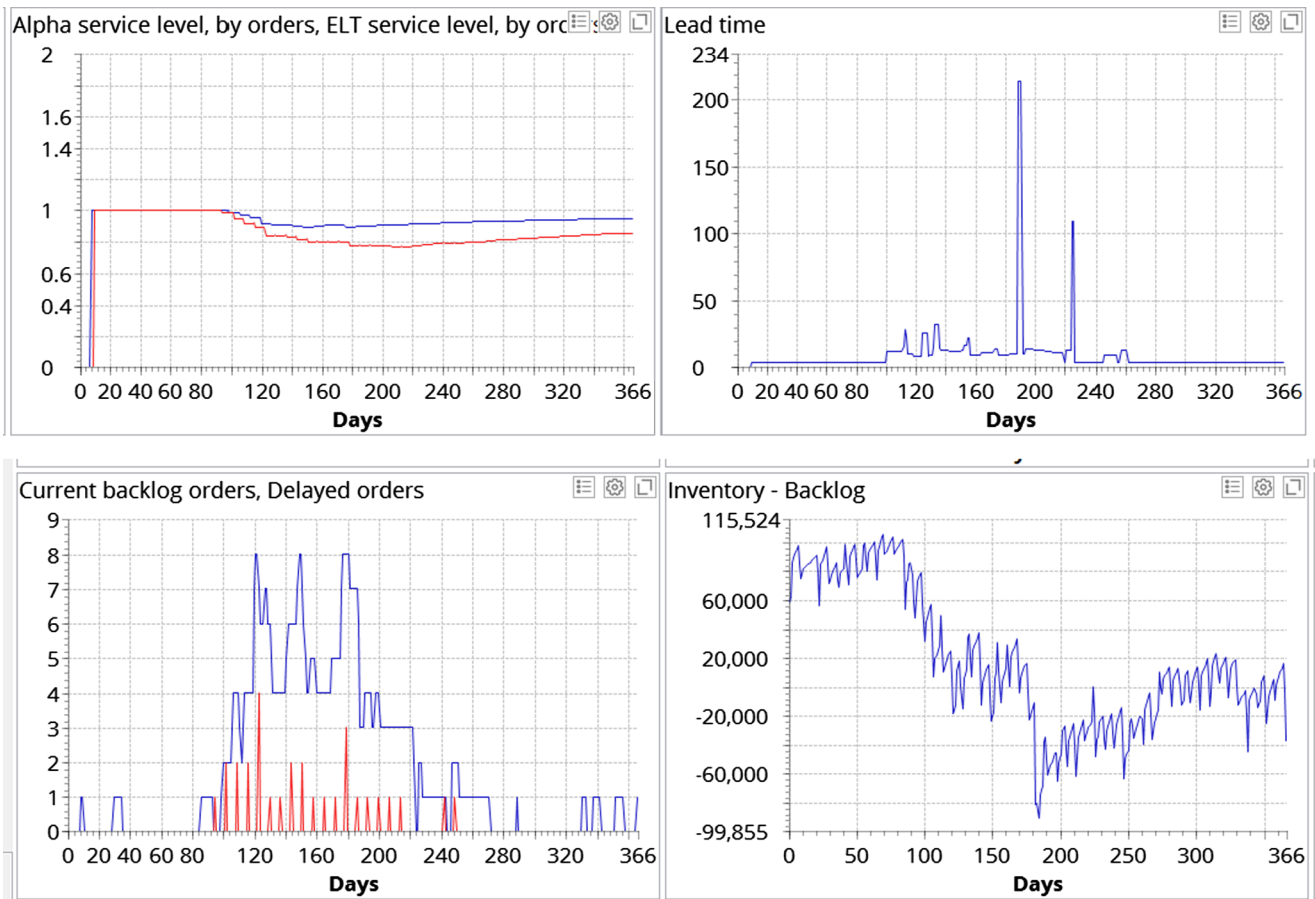 Alpha service level, by orders, ELT service level, by orc
2
1.6
1.4
1
0.6
0.4
0
0 20 40 60 80 120 160 200 240 280 320 366
Days
Lead time
234
200
150
100
50
0
0 20 40 60 80 120 160 200 240 280 320 366
Days
Current backlog orders, Delayed orders
9
8
7
6
5
4
3
2
1
0
0 20 40 60 80 120 160 200 240 280 320 366
Days
Inventory - Backlog
115,524
60,000
20,000
-20,000
-60,000
-99,855
0 50 100 150 200 250 300 366
Days